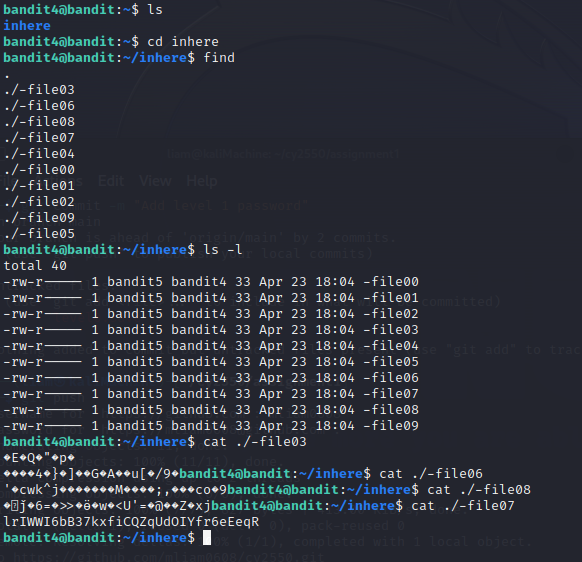 bandit4@bandit:~$ ls
inhere
bandit4@bandit:~$ cd inhere
bandit4@bandit:~/inhere$ find
.
./-file03
./-file06
./-file08
./-file07
./-file04
./-file00
./-file01
./-file02
./-file09
./-file05
bandit4@bandit:~/inhere$ ls -l
total 40
-rw-r----- 1 bandit5 bandit4 33 Apr 23 18:04 -file00
-rw-r----- 1 bandit5 bandit4 33 Apr 23 18:04 -file01
-rw-r----- 1 bandit5 bandit4 33 Apr 23 18:04 -file02
-rw-r----- 1 bandit5 bandit4 33 Apr 23 18:04 -file03
-rw-r----- 1 bandit5 bandit4 33 Apr 23 18:04 -file04
-rw-r----- 1 bandit5 bandit4 33 Apr 23 18:04 -file05
-rw-r----- 1 bandit5 bandit4 33 Apr 23 18:04 -file06
-rw-r----- 1 bandit5 bandit4 33 Apr 23 18:04 -file07
-rw-r----- 1 bandit5 bandit4 33 Apr 23 18:04 -file08
-rw-r----- 1 bandit5 bandit4 33 Apr 23 18:04 -file09
bandit4@bandit:~/inhere$ cat ./-file03
�E�Q�"�p�
����4�}�]��G�A��u[�/9�bandit4@bandit:~/inhere$ cat ./-file06
'�cwk^j�������M����;,���co�9bandit4@bandit:~/inhere$ cat ./-file08
�j�6=�>>�ӫ�w�<U'=�@��Z�xjbandit4@bandit:~/inhere$ cat ./-file07
lrIWWI6bB37kxfiCQZqUdOIYfr6eEeqR
bandit4@bandit:~/inhere$